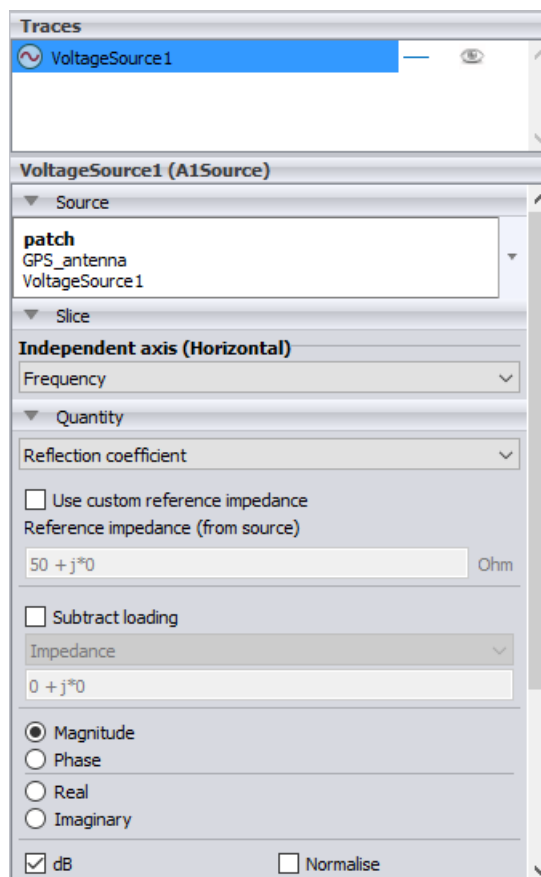 Traces
VoltageSource1
VoltageSource1 (A1Source)
Source
patch
GPS_antenna
VoltageSource1
Slice
Independent axis (Horizontal)
Frequency
Quantity
Reflection coefficient
Use custom reference impedance
Reference impedance (from source)
50 +j*0 Ohm
Subtract loading
Impedance
0 +j*0
Magnitude
Phase
Real
Imaginary
dB Normalise